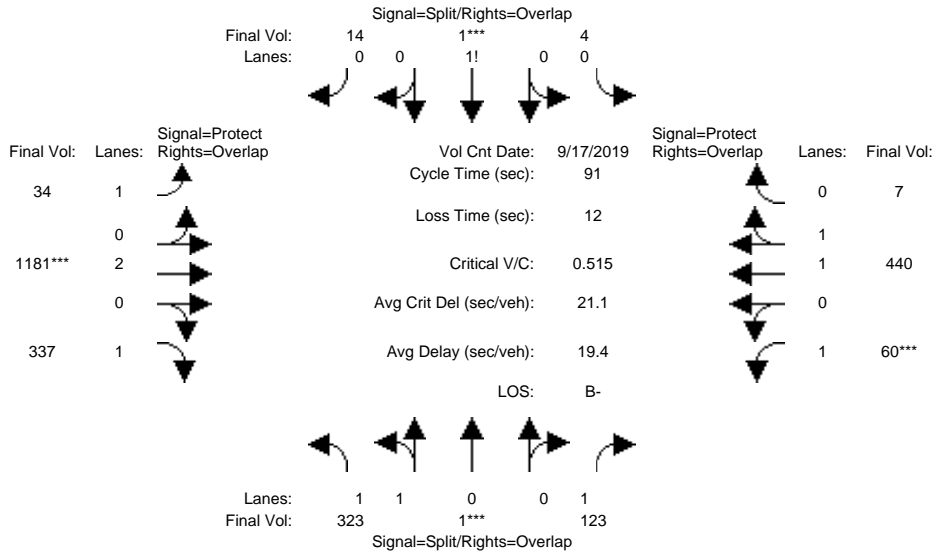 Signal=Split/Rights=Overlap
Final Vol: 14 1*** 4
Lanes: 0 0 1! 0 0
Signal=Protect Signal=Protect
Final Vol: Lanes: Rights=Overlap Vol Cnt Date: 9/17/2019 Rights=Overlap Lanes: Final Vol:
Cycle Time (sec): 91
34 1 0 7
Loss Time (sec): 12
0 1
1181*** 2 Critical V/C: 0.515 1 440
0 Avg Crit Del (sec/veh): 21.1 0
337 1 Avg Delay (sec/veh): 19.4 1 60***
LOS: B-
Lanes: 1 1 0 0 1
Final Vol: 323 1*** 123
Signal=Split/Rights=Overlap